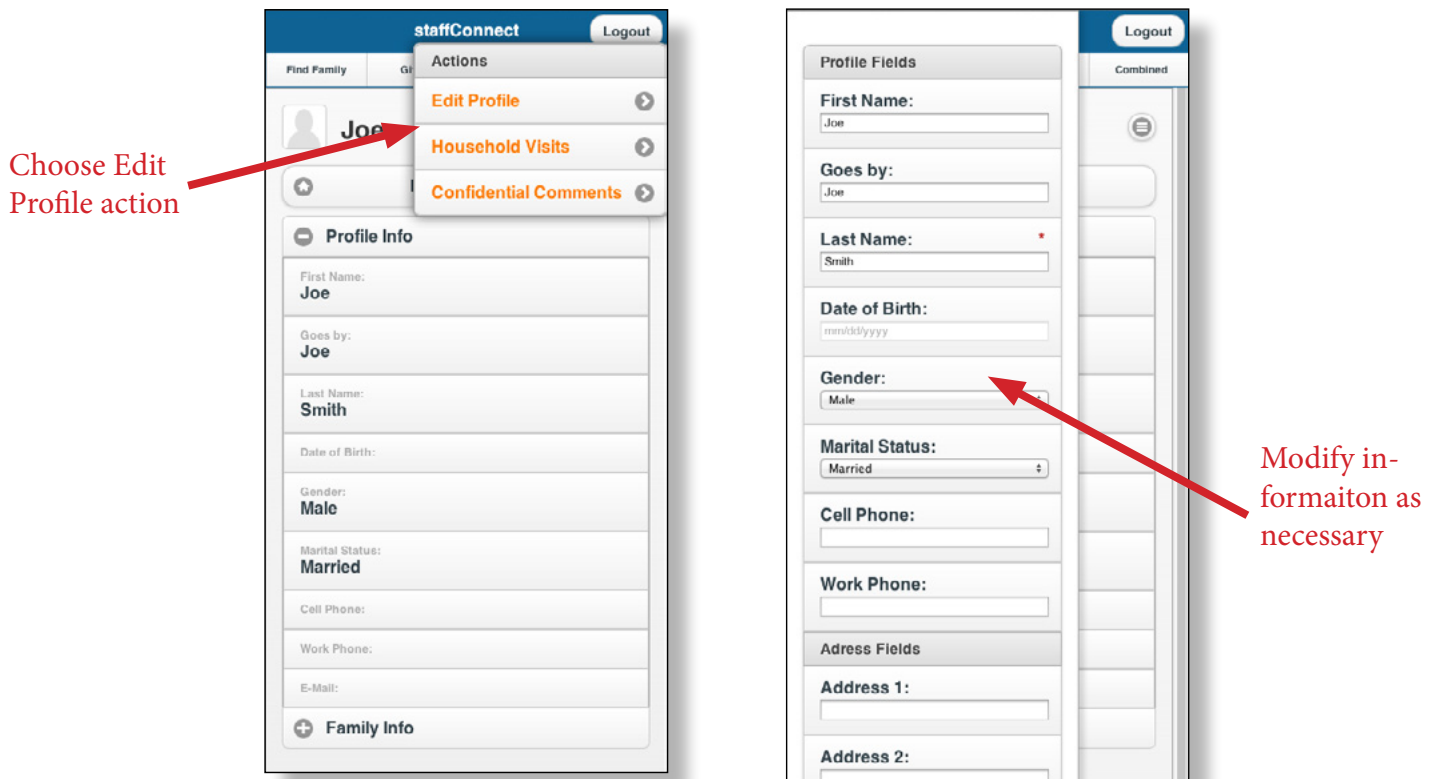 staffConnect
Logout
Find Family
Gi
Actions
Edit Profile
Household Visits
Confidential Comments
Joe
Profile Info
First Name:
Joe
Goes by:
Joe
Last Name:
Smith
Date of Birth:
Gender:
Male
Marital Status:
Married
Cell Phone:
Work Phone:
E-Mail:
Family Info
Choose Edit
Profile action
Logout
Combined
Profile Fields
First Name:
Joe
Goes by:
Joe
Last Name: *
Smith
Date of Birth:
mm/dd/yyyy
Gender:
Male
Marital Status:
Married
Cell Phone:
Work Phone:
Adress Fields
Address 1:
Address 2:
Modify in-
formaiton as
necessary